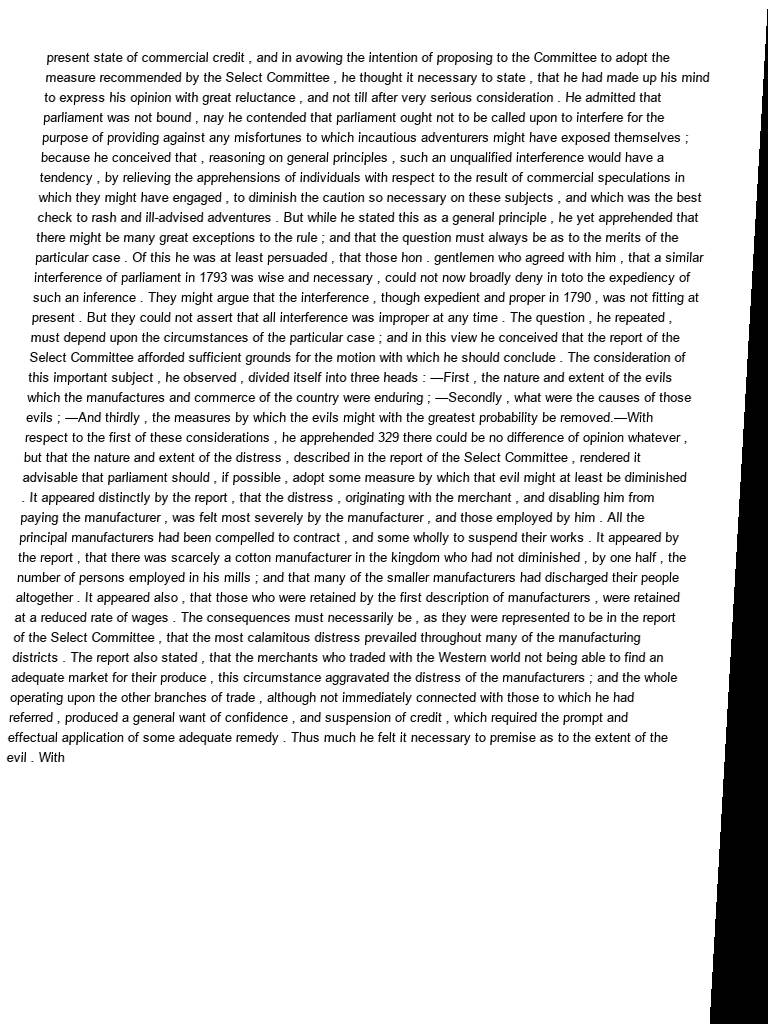 present state of commercial credit , and in avowing the intention of proposing to the Committee to adopt the
measure recommended by the Select Committee , he thought it necessary to state , that he had made up his mind
to express his opinion with great reluctance , and not till after very serious consideration . He admitted that
parliament was not bound , nay he contended that parliament ought not to be called upon to interfere for the
purpose of providing against any misfortunes to which incautious adventurers might have exposed themselves ;
because he conceived that , reasoning on general principles , such an unqualified interference would have a
tendency , by relieving the apprehensions of individuals with respect to the result of commercial speculations in
which they might have engaged , to diminish the caution so necessary on these subjects , and which was the best
check to rash and ill-advised adventures . But while he stated this as a general principle , he yet apprehended that
there might be many great exceptions to the rule ; and that the question must always be as to the merits of the
particular case . Of this he was at least persuaded , that those hon . gentlemen who agreed with him , that a similar
interference of parliament in 1793 was wise and necessary , could not now broadly deny in toto the expediency of
such an inference . They might argue that the interference , though expedient and proper in 1790 , was not fitting at
present . But they could not assert that all interference was improper at any time . The question , he repeated ,
must depend upon the circumstances of the particular case ; and in this view he conceived that the report of the
Select Committee afforded sufficient grounds for the motion with which he should conclude . The consideration of
this important subject , he observed , divided itself into three heads : —First , the nature and extent of the evils
which the manufactures and commerce of the country were enduring ; —Secondly , what were the causes of those
evils ; —And thirdly , the measures by which the evils might with the greatest probability be removed.—With
respect to the first of these considerations , he apprehended 329 there could be no difference of opinion whatever ,
but that the nature and extent of the distress , described in the report of the Select Committee , rendered it
advisable that parliament should , if possible , adopt some measure by which that evil might at least be diminished
. It appeared distinctly by the report , that the distress , originating with the merchant , and disabling him from
paying the manufacturer , was felt most severely by the manufacturer , and those employed by him . All the
principal manufacturers had been compelled to contract , and some wholly to suspend their works . It appeared by
the report , that there was scarcely a cotton manufacturer in the kingdom who had not diminished , by one half , the
number of persons employed in his mills ; and that many of the smaller manufacturers had discharged their people
altogether . It appeared also , that those who were retained by the first description of manufacturers , were retained
at a reduced rate of wages . The consequences must necessarily be , as they were represented to be in the report
of the Select Committee , that the most calamitous distress prevailed throughout many of the manufacturing
districts . The report also stated , that the merchants who traded with the Western world not being able to find an
adequate market for their produce , this circumstance aggravated the distress of the manufacturers ; and the whole
operating upon the other branches of trade , although not immediately connected with those to which he had
referred , produced a general want of confidence , and suspension of credit , which required the prompt and
effectual application of some adequate remedy . Thus much he felt it necessary to premise as to the extent of the
evil . With